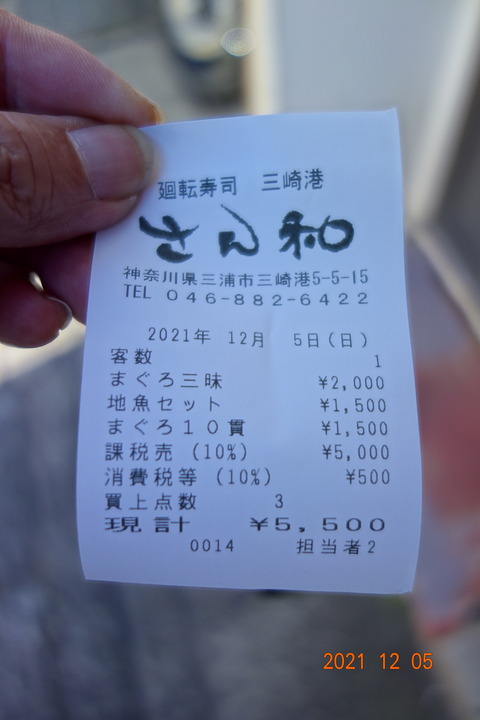 廻転寿司 三崎港
さん和
神奈川県三浦市三崎港5-5-15
TEL 046-882-6422
2021年 12月 5日(日)
客数 1
まぐろ三昧 ¥2,000
地魚セット ¥1,500
まぐろ10貫 ¥1,500
課税売 (10%) ¥5,000
消費税等 (10%) ¥500
買上点数 3
現計 ¥5,500
0014 担当者2
2021 12 05